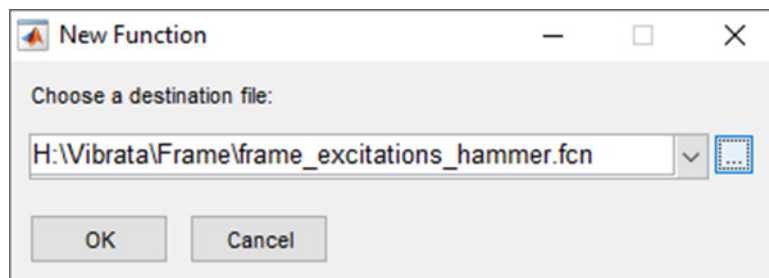 New Function
Choose a destination file:
H:\Vibrata\Frame\frame_excitations_hammer.fcn
...
OK Cancel